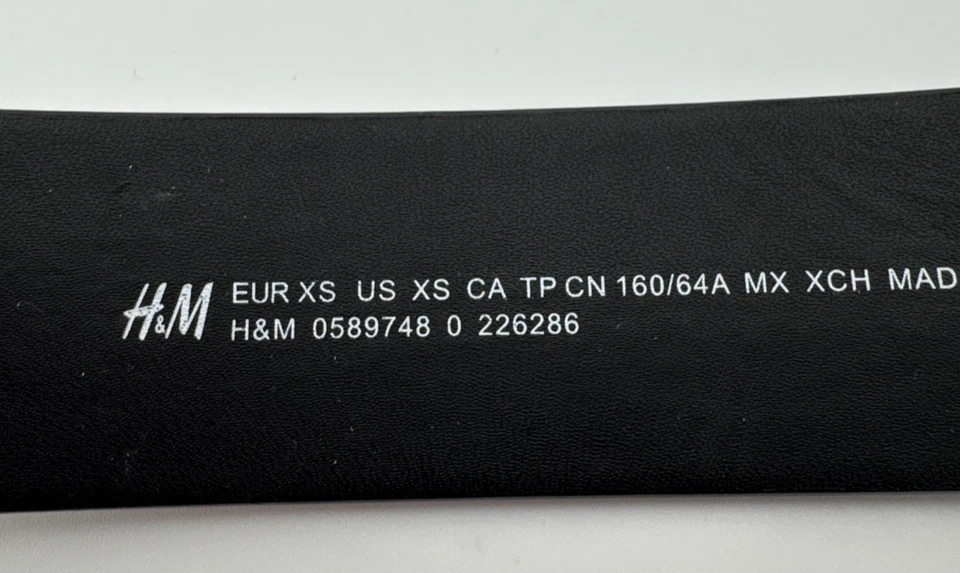 H&M EUR XS US XS CA TP CN 160/64A MX XCH MAD
H&M 0589748 0 226286